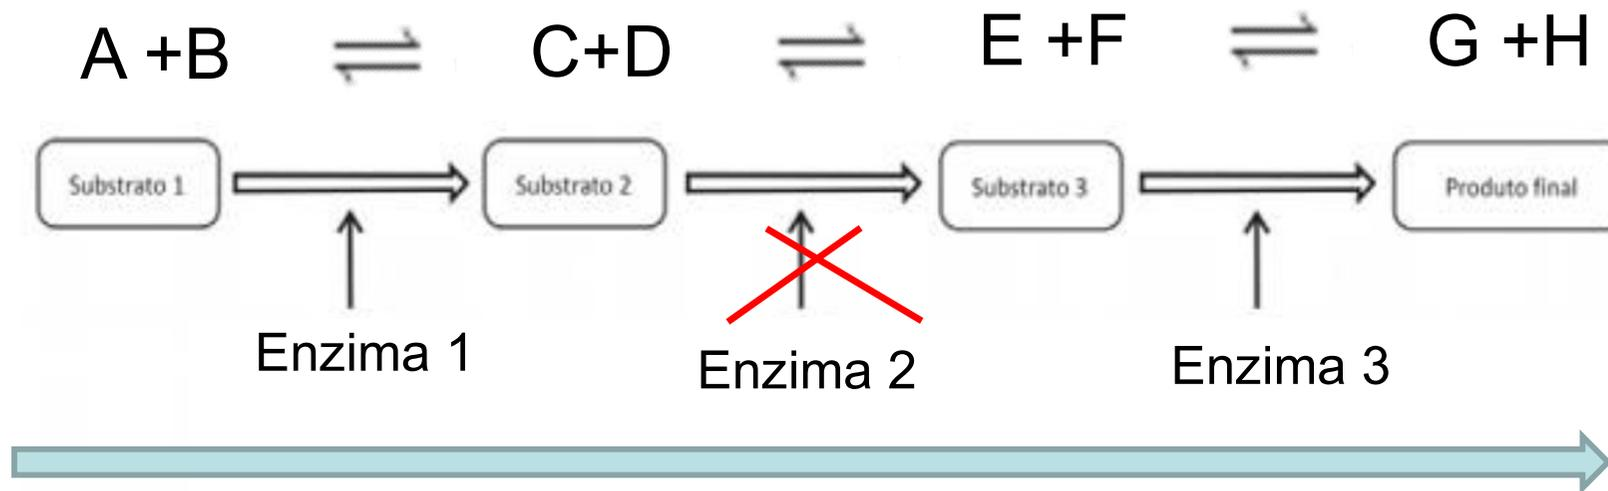 A +B ⇌ C+D ⇌ E +F ⇌ G +H
Substrato 1
Substrato 2
Substrato 3
Produto final
Enzima 1
Enzima 2
Enzima 3